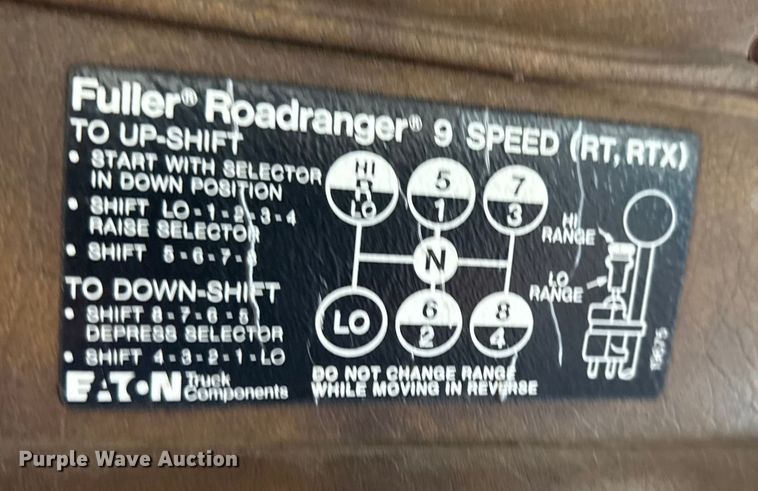 Fuller® Roadranger® 9 SPEED (RT, RTX)
TO UP-SHIFT
• START WITH SELECTOR
IN DOWN POSITION
• SHIFT LO-1-2-3-4
RAISE SELECTOR
• SHIFT 5-6-7-8
TO DOWN-SHIFT
• SHIFT 8-7-6-5
DEPRESS SELECTOR
• SHIFT 4-3-2-1-LO
EATON Truck
Components
HI
R
LO
5
1
7
3
N
LO
6
2
8
4
DO NOT CHANGE RANGE
WHILE MOVING IN REVERSE
HI
RANGE
LO
RANGE
19675
Purple Wave Auction